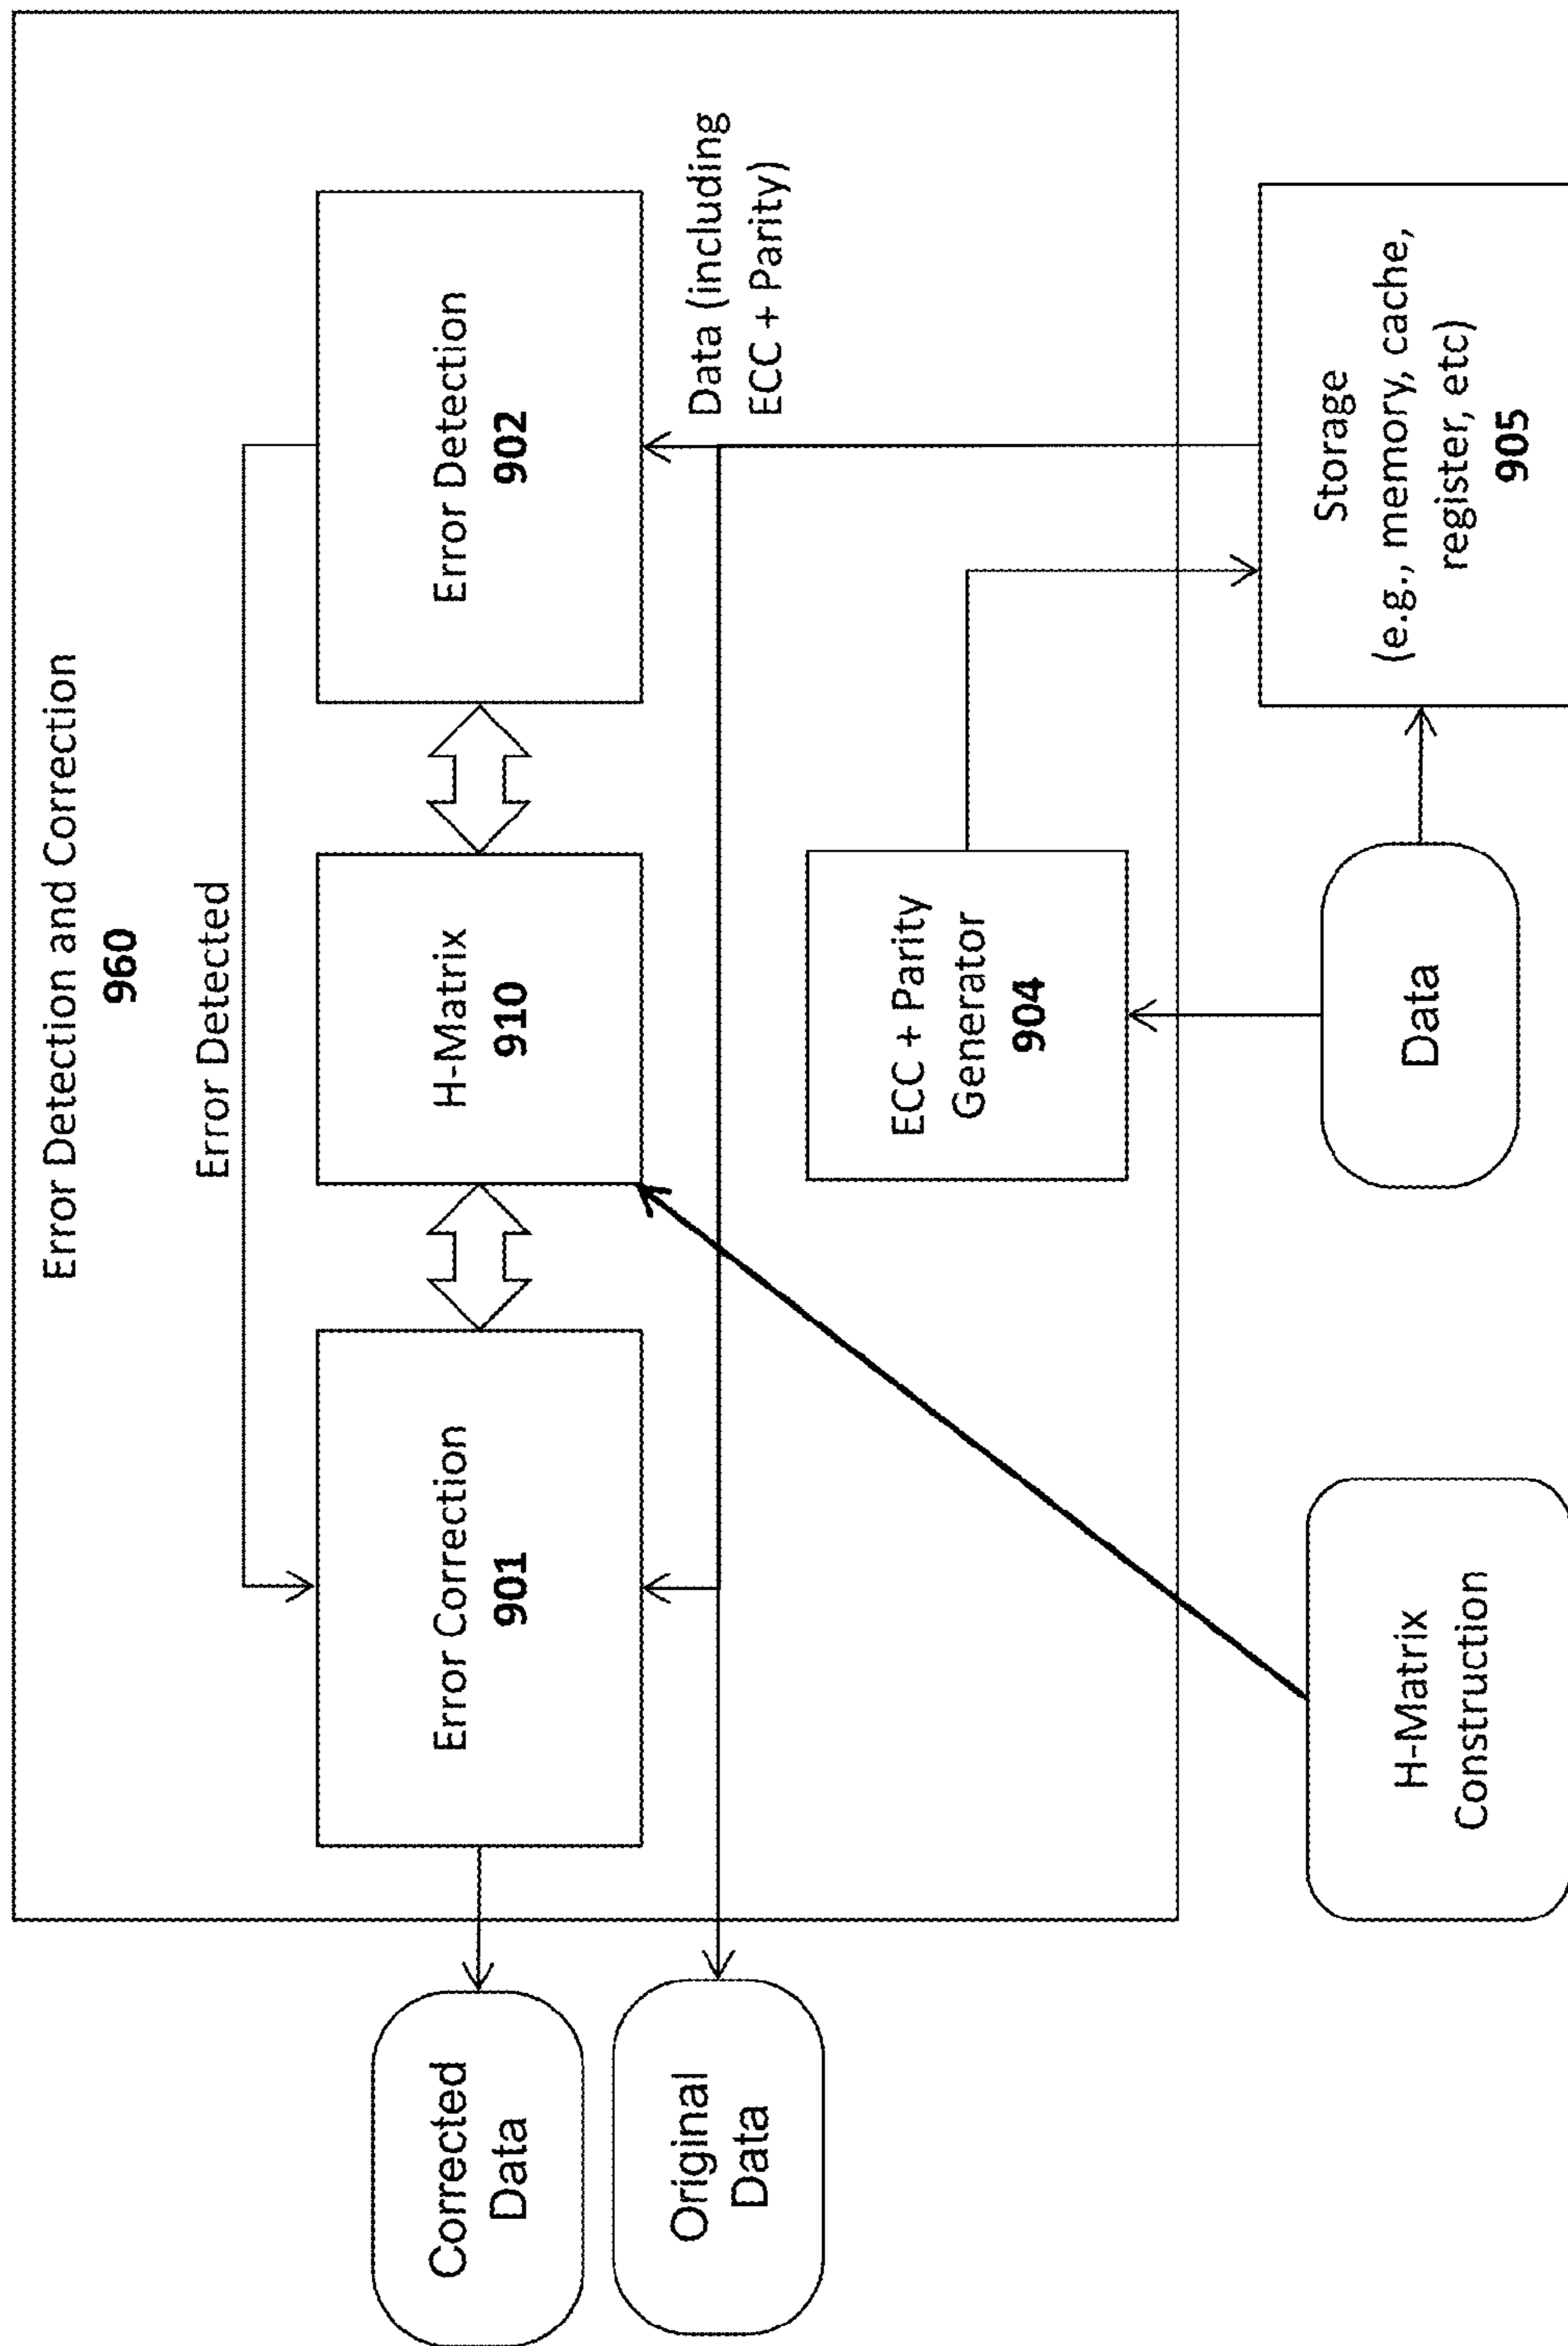 Error Detection and Correction
960
Error Detected
Error Correction
901
H-Matrix
910
Error Detection
902
Data (including
ECC + Parity)
Corrected
Data
Original
Data
ECC + Parity
Generator
904
H-Matrix
Construction
Data
Storage
(e.g., memory, cache,
register, etc)
905